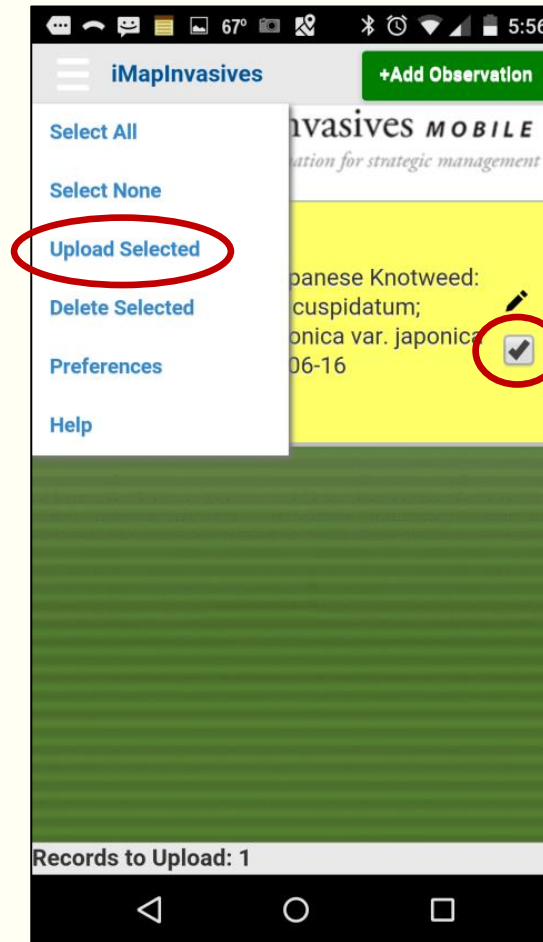 67° 5:56
iMapInvasives +Add Observation
Select All
Select None
Upload Selected
Delete Selected
Preferences
Help
nvasives MOBILE
ation for strategic management
panese Knotweed:
cuspidatum;
onica var. japonica
06-16
Records to Upload: 1